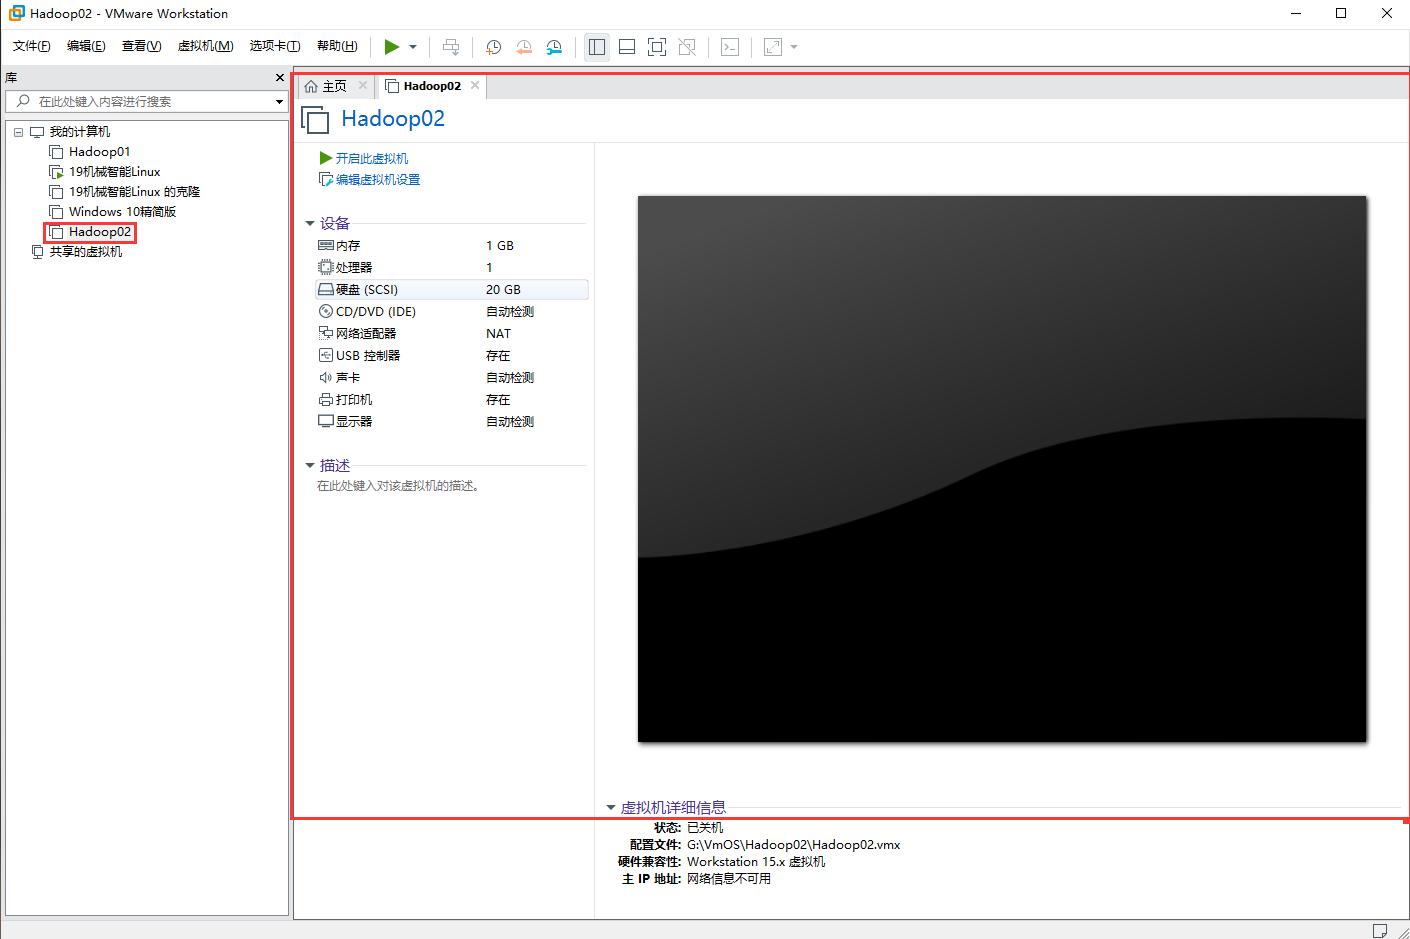 Hadoop02 - VMware Workstation
文件(F) 编辑(E) 查看(V) 虚拟机(M) 选项卡(T) 帮助(H)
库
在此处键入内容进行搜索
我的计算机
Hadoop01
19机械智能Linux
19机械智能Linux 的克隆
Windows 10精简版
Hadoop02
共享的虚拟机
主页 Hadoop02
Hadoop02
开启此虚拟机
编辑虚拟机设置
设备
内存 1 GB
处理器 1
硬盘 (SCSI) 20 GB
CD/DVD (IDE) 自动检测
网络适配器 NAT
USB 控制器 存在
声卡 自动检测
打印机 存在
显示器 自动检测
描述
在此处键入对该虚拟机的描述。
虚拟机详细信息
状态: 已关机
配置文件: G:\VmOS\Hadoop02\Hadoop02.vmx
硬件兼容性: Workstation 15.x 虚拟机
主 IP 地址: 网络信息不可用